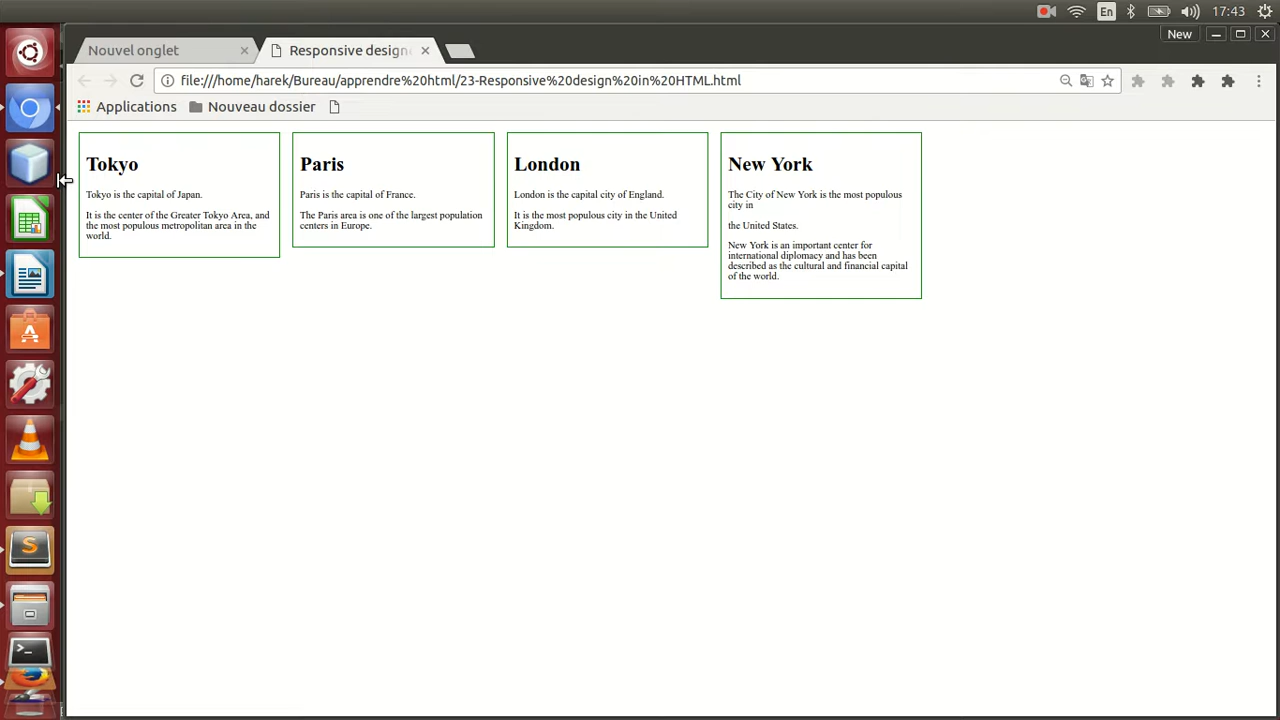 En
17:43
New
Nouvel onglet
Responsive design
file:///home/harek/Bureau/apprendre%20html/23-Responsive%20design%20in%20HTML.html
Applications
Nouveau dossier
Tokyo
Tokyo is the capital of Japan.
It is the center of the Greater Tokyo Area, and
the most populous metropolitan area in the
world.
Paris
Paris is the capital of France.
The Paris area is one of the largest population
centers in Europe.
London
London is the capital city of England.
It is the most populous city in the United
Kingdom.
New York
The City of New York is the most populous
city in
the United States.
New York is an important center for
international diplomacy and has been
described as the cultural and financial capital
of the world.